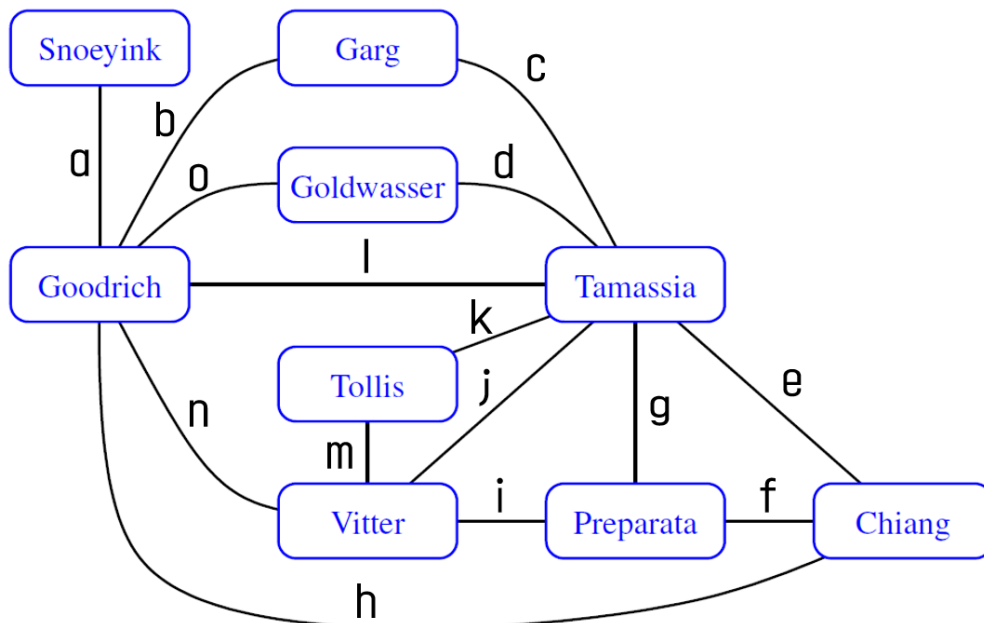 Snoeyink
Garg
c
b
a
o
Goldwasser
d
l
Goodrich
Tamassia
k
Tollis
j
e
n
g
m
Vitter
i
Preparata
f
Chiang
h